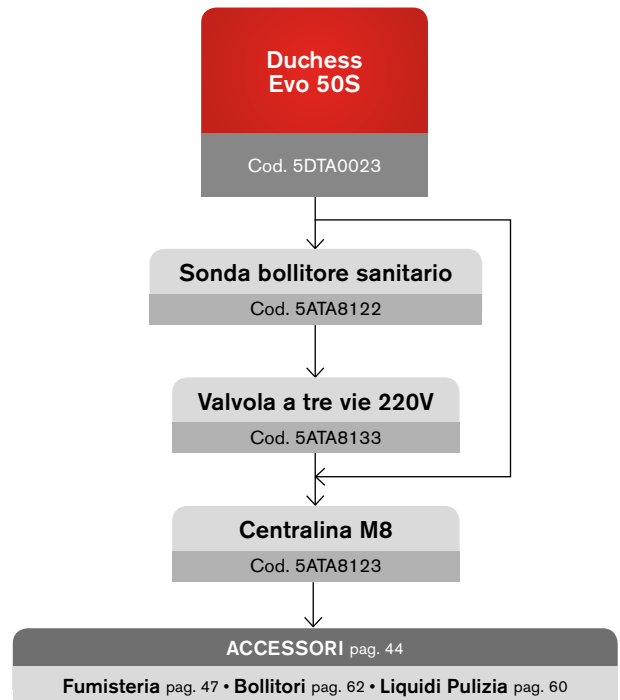 Duchess
Evo 50S
Cod. 5DTA0023
Sonda bollitore sanitario
Cod. 5ATA8122
Valvola a tre vie 220V
Cod. 5ATA8133
Centralina M8
Cod. 5ATA8123
ACCESSORI pag. 44
Fumisteria pag. 47 • Bollitori pag. 62 • Liquidi Pulizia pag. 60